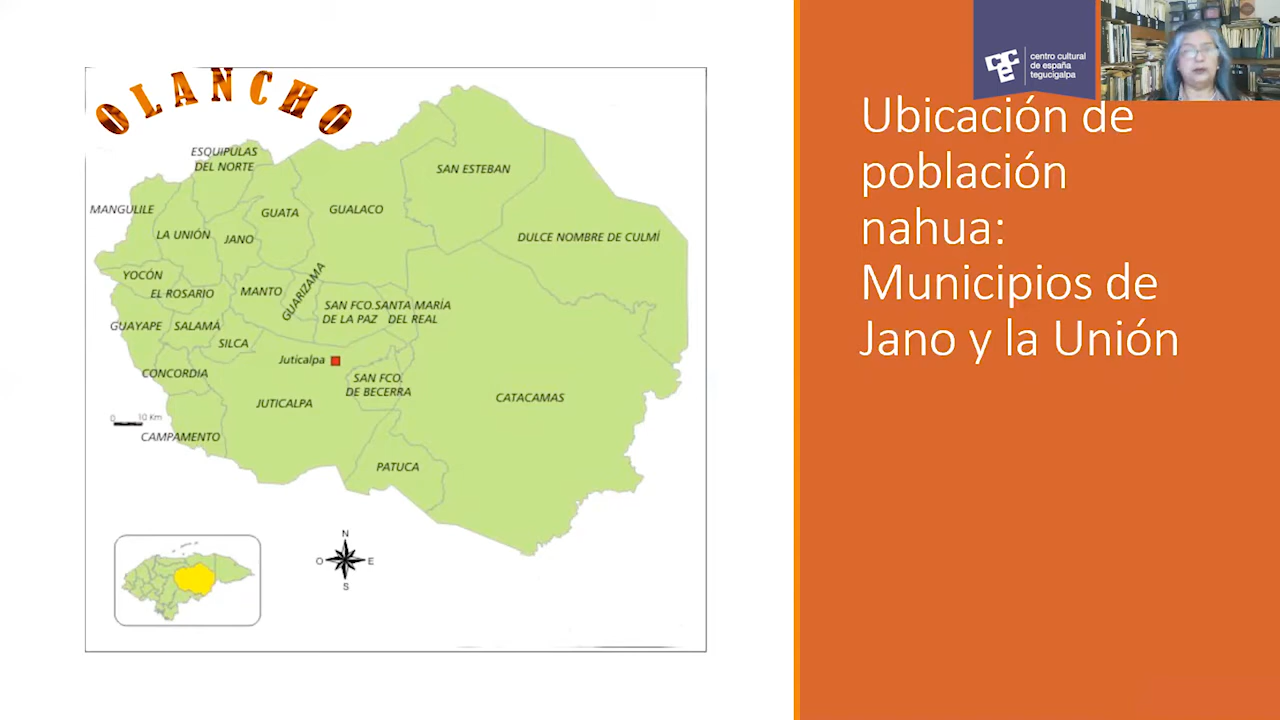 OLANCHO
ESQUIPULAS
DEL NORTE
SAN ESTEBAN
MANGULILE
GUATA
GUALACO
LA UNIÓN
JANO
DULCE NOMBRE DE CULMÍ
YOCÓN
EL ROSARIO
MANTO
GUARIZAMA
SAN FCO.
DE LA PAZ
SANTA MARÍA
DEL REAL
GUAYAPE
SALAMÁ
SILCA
Juticalpa
CONCORDIA
SAN FCO.
DE BECERRA
JUTICALPA
CATACAMAS
0 10 Km
CAMPAMENTO
PATUCA
N
O E
S
centro cultural
de españa
tegucigalpa
Ubicación de
población
nahua:
Municipios de
Jano y la Unión